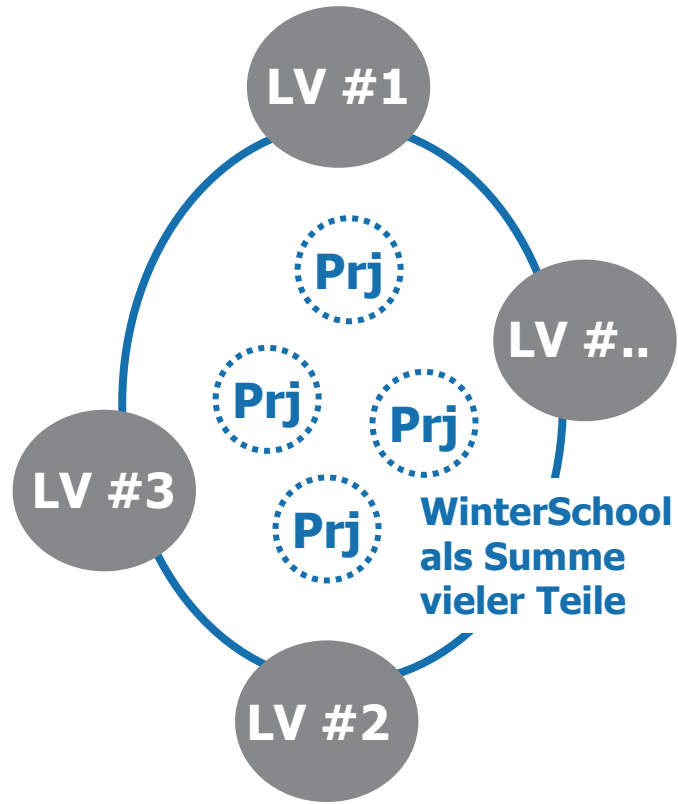 LV #1
Prj
LV #..
Prj
Prj
LV #3
Prj
WinterSchool
als Summe
vieler Teile
LV #2